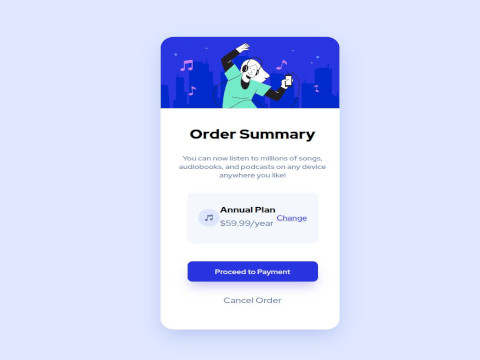 Order Summary
You can now listen to millions of songs,
audiobooks, and podcasts on any device
anywhere you like!
Annual Plan
$59.99/year
Change
Proceed to Payment
Cancel Order